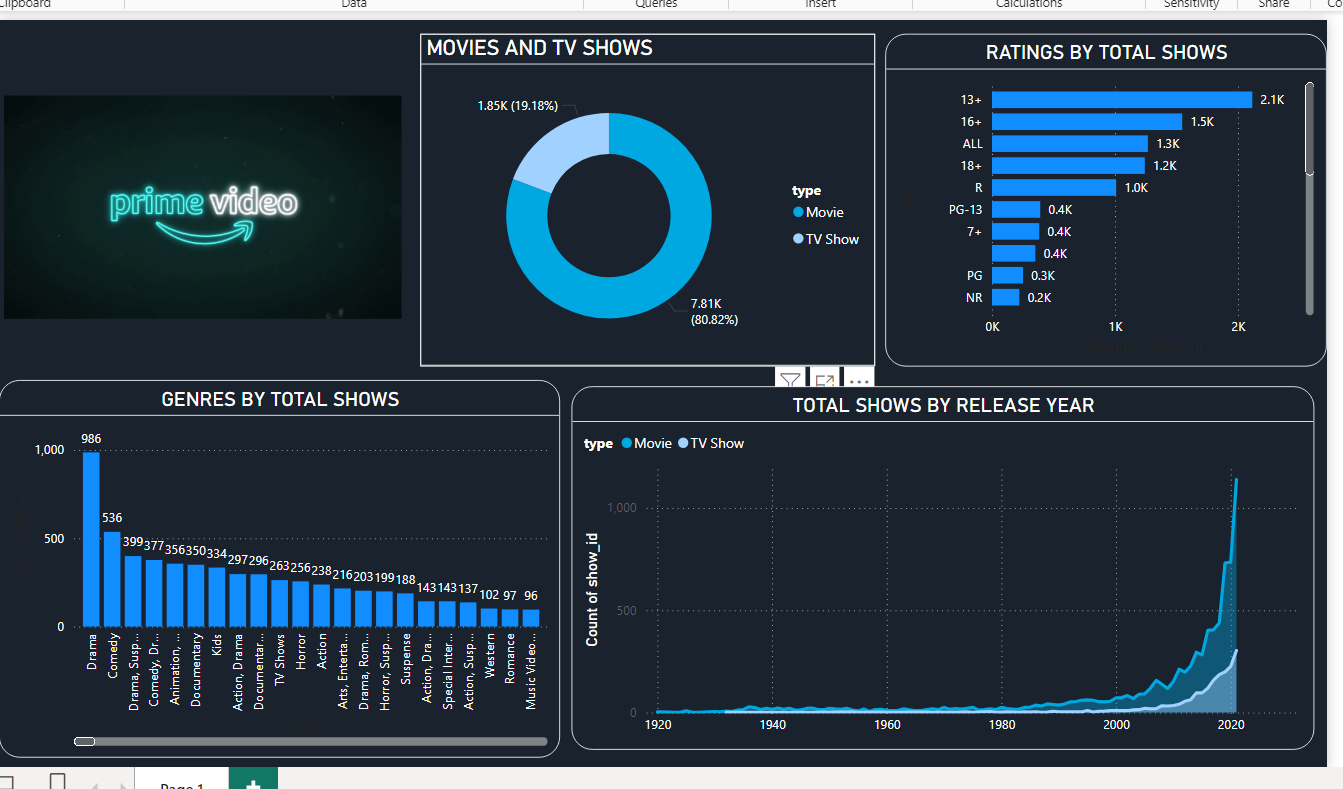 Clipboard
Data
Queries
Insert
Calculations
Sensitivity
Share
MOVIES AND TV SHOWS
1.85K (19.18%)
7.81K
(80.82%)
type
Movie
TV Show
RATINGS BY TOTAL SHOWS
13+ 2.1K
16+ 1.5K
ALL 1.3K
18+ 1.2K
R 1.0K
PG-13 0.4K
7+ 0.4K
0.4K
PG 0.3K
NR 0.2K
0K 1K 2K
prime video
GENRES BY TOTAL SHOWS
1,000
500
0
986
536
399
377
356
350
334
297
296
263
256
238
216
203
199
188
143
143
137
102
97
96
Drama
Comedy
Drama, Susp...
Comedy, Dr...
Animation, ...
Documentary
Kids
Action, Drama
Documentar...
TV Shows
Horror
Action
Arts, Enterta...
Drama, Rom...
Horror, Susp...
Suspense
Action, Dra...
Special Inter...
Action, Susp...
Western
Romance
Music Video...
TOTAL SHOWS BY RELEASE YEAR
type Movie TV Show
Count of show_id
1,000
500
0
1920 1940 1960 1980 2000 2020
Page 1